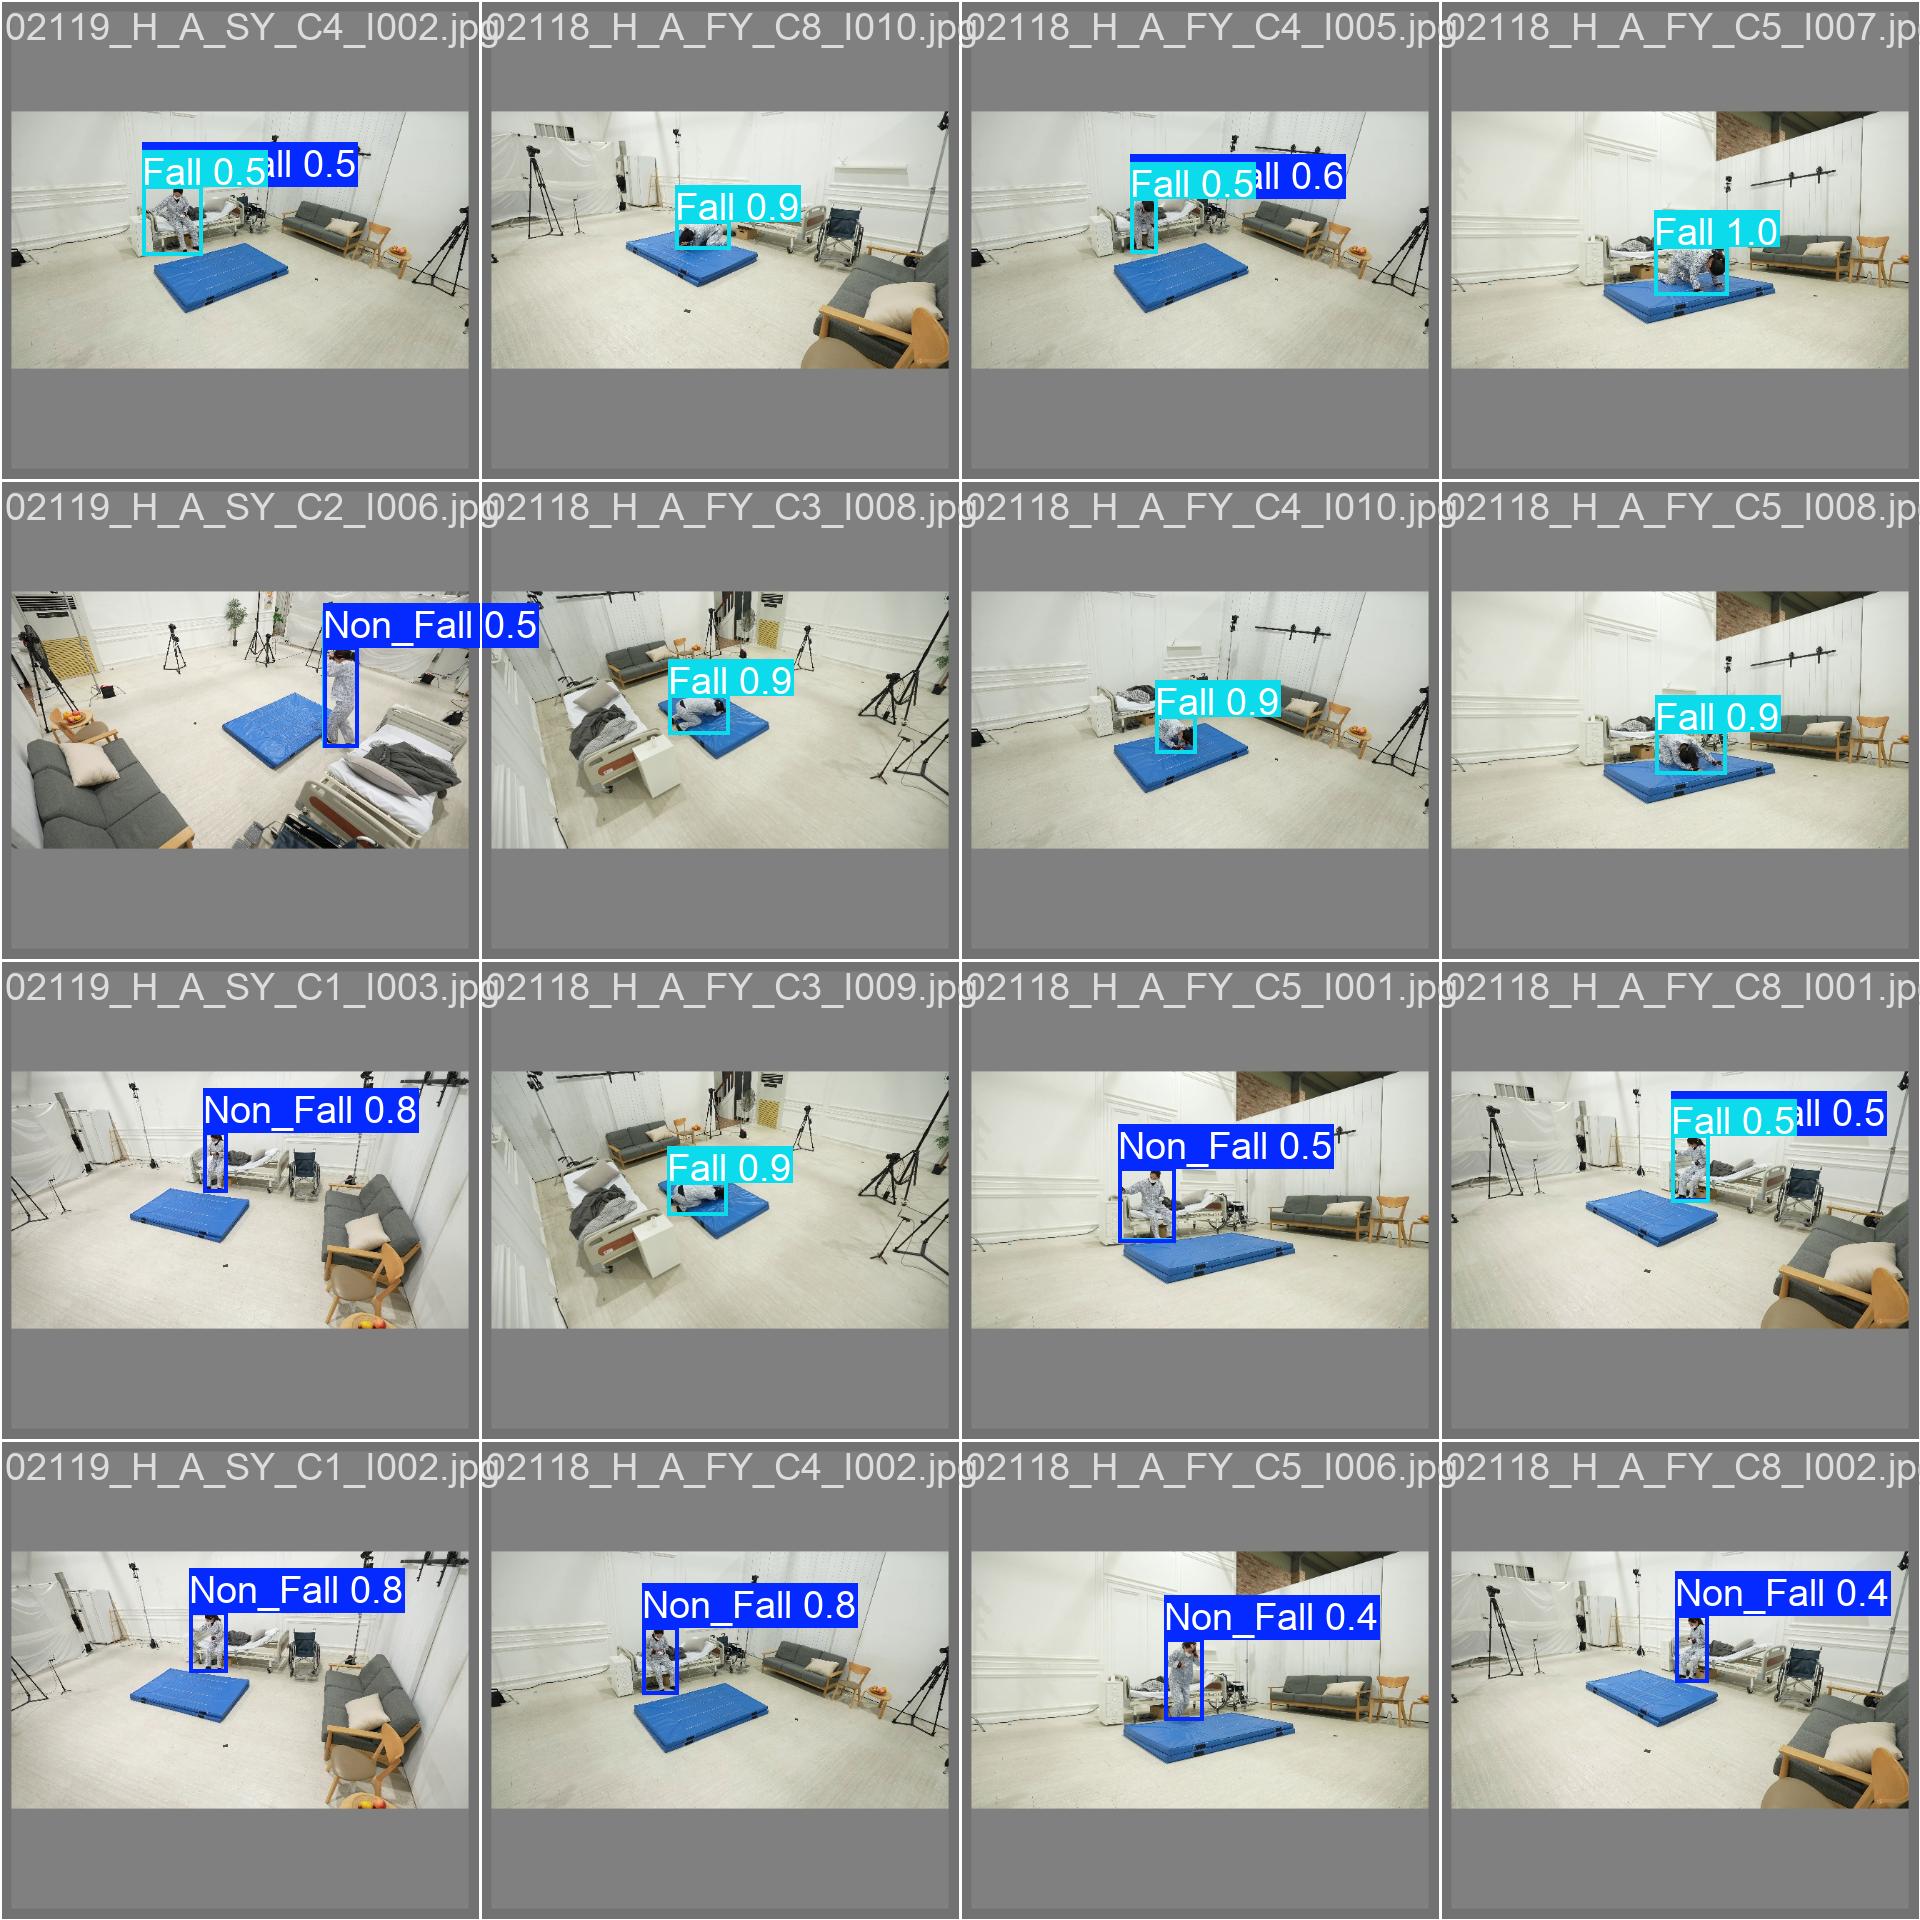 02119_H_A_SY_C4_I002.jpg
02118_H_A_FY_C8_I010.jpg
02118_H_A_FY_C4_I005.jpg
02118_H_A_FY_C5_I007.jp
Fall 0.5
all 0.5
Fall 0.9
Fall 0.5
all 0.6
Fall 1.0
02119_H_A_SY_C2_I006.jpg
02118_H_A_FY_C3_I008.jpg
02118_H_A_FY_C4_I010.jpg
02118_H_A_FY_C5_I008.jp
Non_Fall 0.5
Fall 0.9
Fall 0.9
Fall 0.9
02119_H_A_SY_C1_I003.jpg
02118_H_A_FY_C3_I009.jpg
02118_H_A_FY_C5_I001.jpg
02118_H_A_FY_C8_I001.jp
Non_Fall 0.8
Fall 0.9
Non_Fall 0.5
Fall 0.5
all 0.5
02119_H_A_SY_C1_I002.jpg
02118_H_A_FY_C4_I002.jpg
02118_H_A_FY_C5_I006.jpg
02118_H_A_FY_C8_I002.jp
Non_Fall 0.8
Non_Fall 0.8
Non_Fall 0.4
Non_Fall 0.4